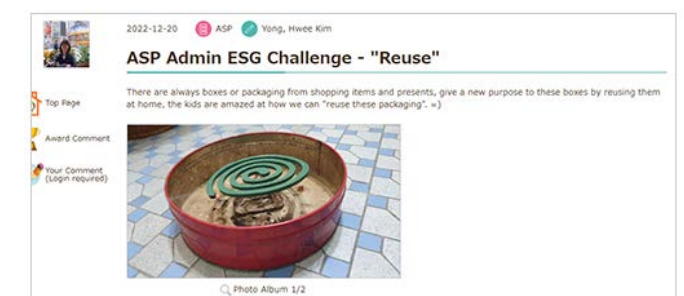 2022-12-20 ASP Yong, Hwee Kim
ASP Admin ESG Challenge - "Reuse"
There are always boxes or packaging from shopping items and presents, give a new purpose to these boxes by reusing them
at home, the kids are amazed at how we can "reuse these packaging". =)
Top Page
Award Comment
Your Comment
(Login required)
Photo Album 1/2